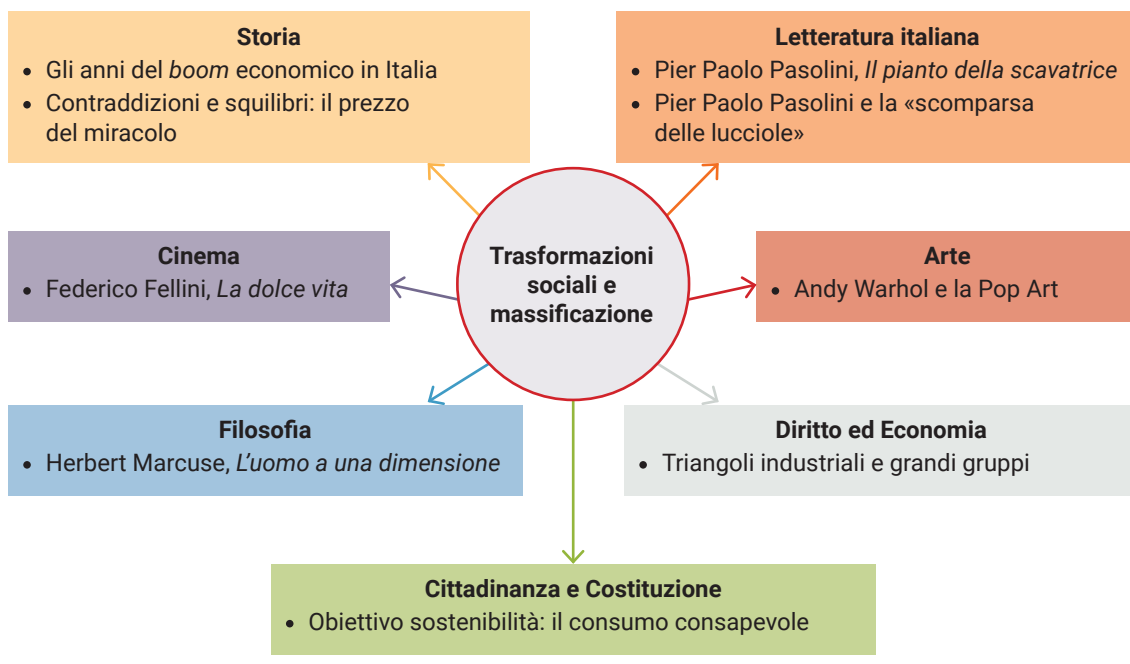 Storia
• Gli anni del boom economico in Italia
• Contraddizioni e squilibri: il prezzo
del miracolo
Letteratura italiana
• Pier Paolo Pasolini, Il pianto della scavatrice
• Pier Paolo Pasolini e la «scomparsa
delle lucciole»
Cinema
• Federico Fellini, La dolce vita
Trasformazioni
sociali e
massificazione
Arte
• Andy Warhol e la Pop Art
Filosofia
• Herbert Marcuse, L'uomo a una dimensione
Diritto ed Economia
• Triangoli industriali e grandi gruppi
Cittadinanza e Costituzione
• Obiettivo sostenibilità: il consumo consapevole